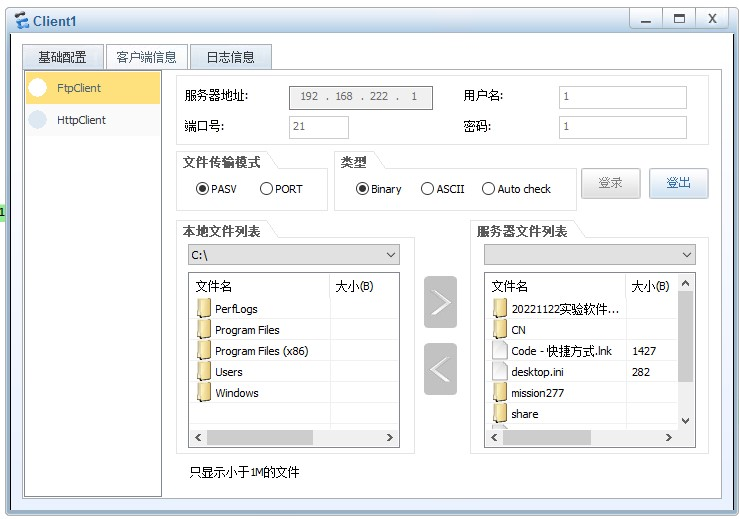 Client1
基础配置 客户端信息 日志信息
FtpClient
HttpClient
服务器地址: 192 . 168 . 222 . 1 用户名: 1
端口号: 21 密码: 1
文件传输模式 类型
PASV PORT Binary ASCII Auto check 登录 登出
本地文件列表 服务器文件列表
C:\
文件名 大小(B) 文件名 大小(B)
PerfLogs 20221122实验软件...
Program Files CN
Program Files (x86) Code - 快捷方式.lnk 1427
Users desktop.ini 282
Windows mission277
share
只显示小于1M的文件
1